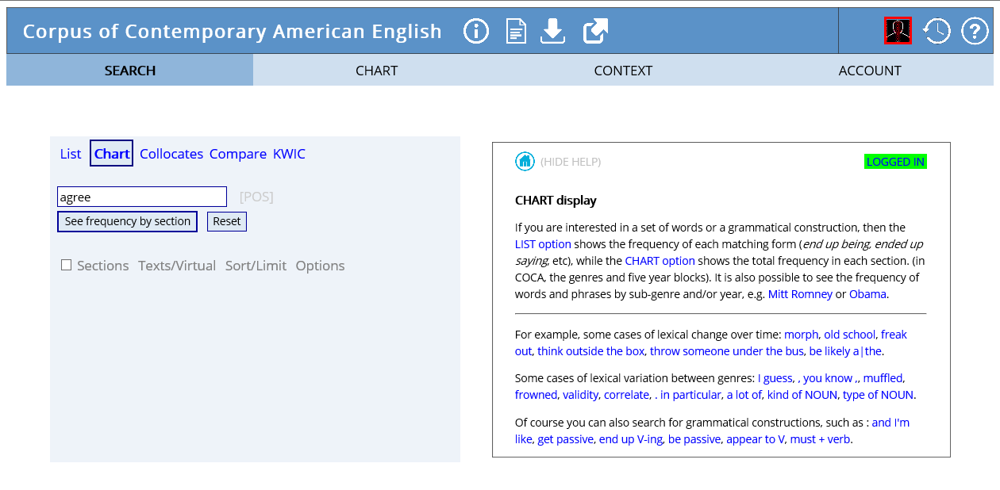 Corpus of Contemporary American English
SEARCH CHART CONTEXT ACCOUNT
List Chart Collocates Compare KWIC
agree [POS]
See frequency by section Reset
Sections Texts/Virtual Sort/Limit Options
(HIDE HELP) LOGGED IN
CHART display
If you are interested in a set of words or a grammatical construction, then the
LIST option shows the frequency of each matching form (end up being, ended up
saying, etc), while the CHART option shows the total frequency in each section. (in
COCA, the genres and five year blocks). It is also possible to see the frequency of
words and phrases by sub-genre and/or year, e.g. Mitt Romney or Obama.
For example, some cases of lexical change over time: morph, old school, freak
out, think outside the box, throw someone under the bus, be likely a|the.
Some cases of lexical variation between genres: I guess, , you know ,, muffled,
frowned, validity, correlate, . in particular, a lot of, kind of NOUN, type of NOUN.
Of course you can also search for grammatical constructions, such as : and I'm
like, get passive, end up V-ing, be passive, appear to V, must + verb.